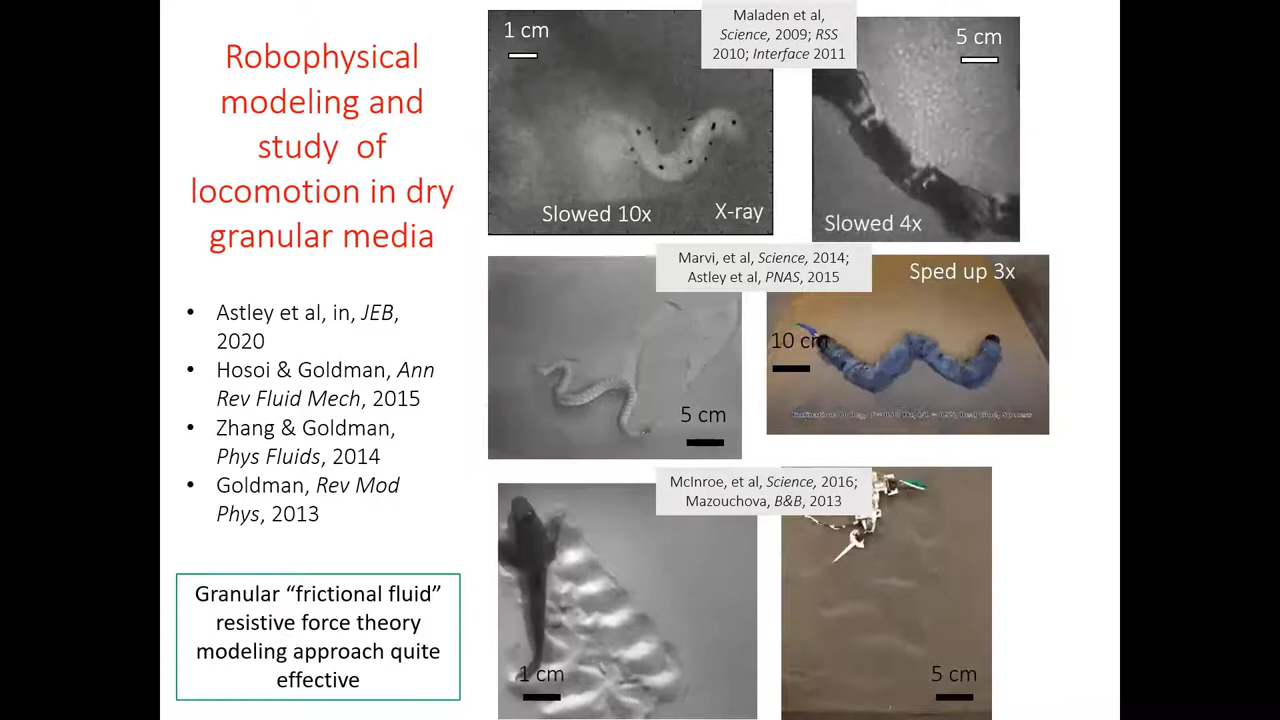 Robophysical
modeling and
study of
locomotion in dry
granular media
• Astley et al, in, JEB,
2020
• Hosoi & Goldman, Ann
Rev Fluid Mech, 2015
• Zhang & Goldman,
Phys Fluids, 2014
• Goldman, Rev Mod
Phys, 2013
Granular “frictional fluid”
resistive force theory
modeling approach quite
effective
Maladen et al,
Science, 2009; RSS
2010; Interface 2011
1 cm
Slowed 10x
X-ray
5 cm
Slowed 4x
Marvi, et al, Science, 2014;
Astley et al, PNAS, 2015
5 cm
Sped up 3x
10 cm
McInroe, et al, Science, 2016;
Mazouchova, B&B, 2013
1 cm
5 cm